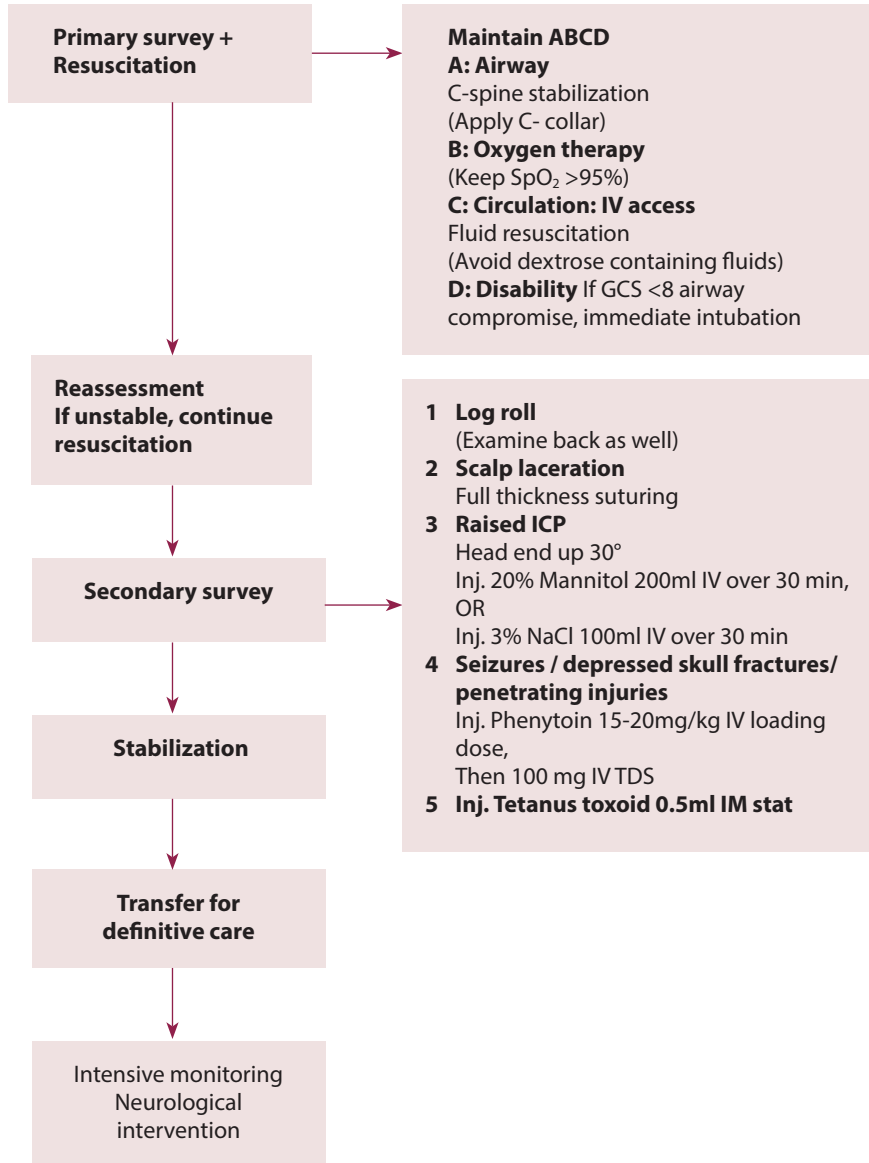 Primary survey +
Resuscitation
Maintain ABCD
A: Airway
C-spine stabilization
(Apply C- collar)
B: Oxygen therapy
(Keep SpO₂ >95%)
C: Circulation: IV access
Fluid resuscitation
(Avoid dextrose containing fluids)
D: Disability If GCS <8 airway
compromise, immediate intubation
Reassessment
If unstable, continue
resuscitation
Secondary survey
1 Log roll
(Examine back as well)
2 Scalp laceration
Full thickness suturing
3 Raised ICP
Head end up 30°
Inj. 20% Mannitol 200ml IV over 30 min,
OR
Inj. 3% NaCl 100ml IV over 30 min
4 Seizures / depressed skull fractures/
penetrating injuries
Inj. Phenytoin 15-20mg/kg IV loading
dose,
Then 100 mg IV TDS
5 Inj. Tetanus toxoid 0.5ml IM stat
Stabilization
Transfer for
definitive care
Intensive monitoring
Neurological
intervention